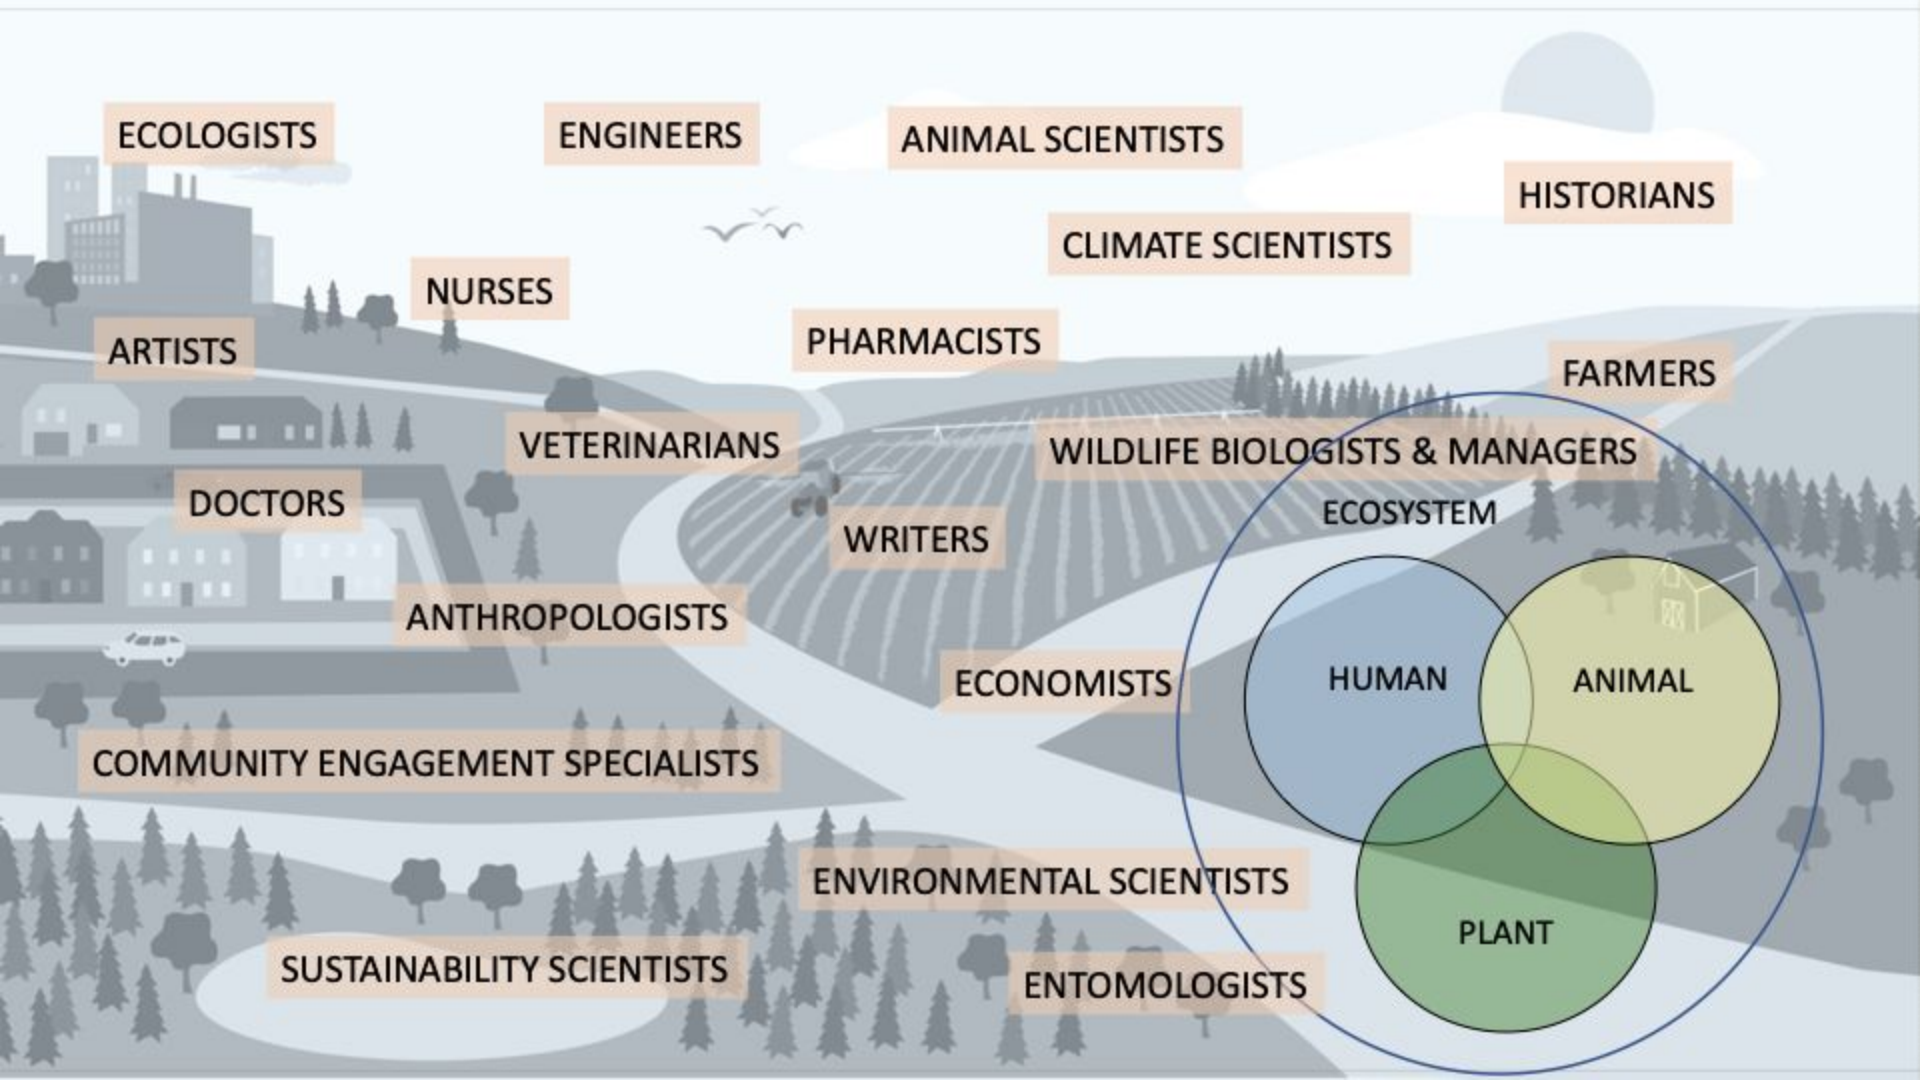 ECOLOGISTS
ENGINEERS
ANIMAL SCIENTISTS
HISTORIANS
CLIMATE SCIENTISTS
NURSES
PHARMACISTS
ARTISTS
FARMERS
VETERINARIANS
WILDLIFE BIOLOGISTS & MANAGERS
DOCTORS
ECOSYSTEM
WRITERS
ANTHROPOLOGISTS
ECONOMISTS
HUMAN
ANIMAL
COMMUNITY ENGAGEMENT SPECIALISTS
ENVIRONMENTAL SCIENTISTS
PLANT
SUSTAINABILITY SCIENTISTS
ENTOMOLOGISTS